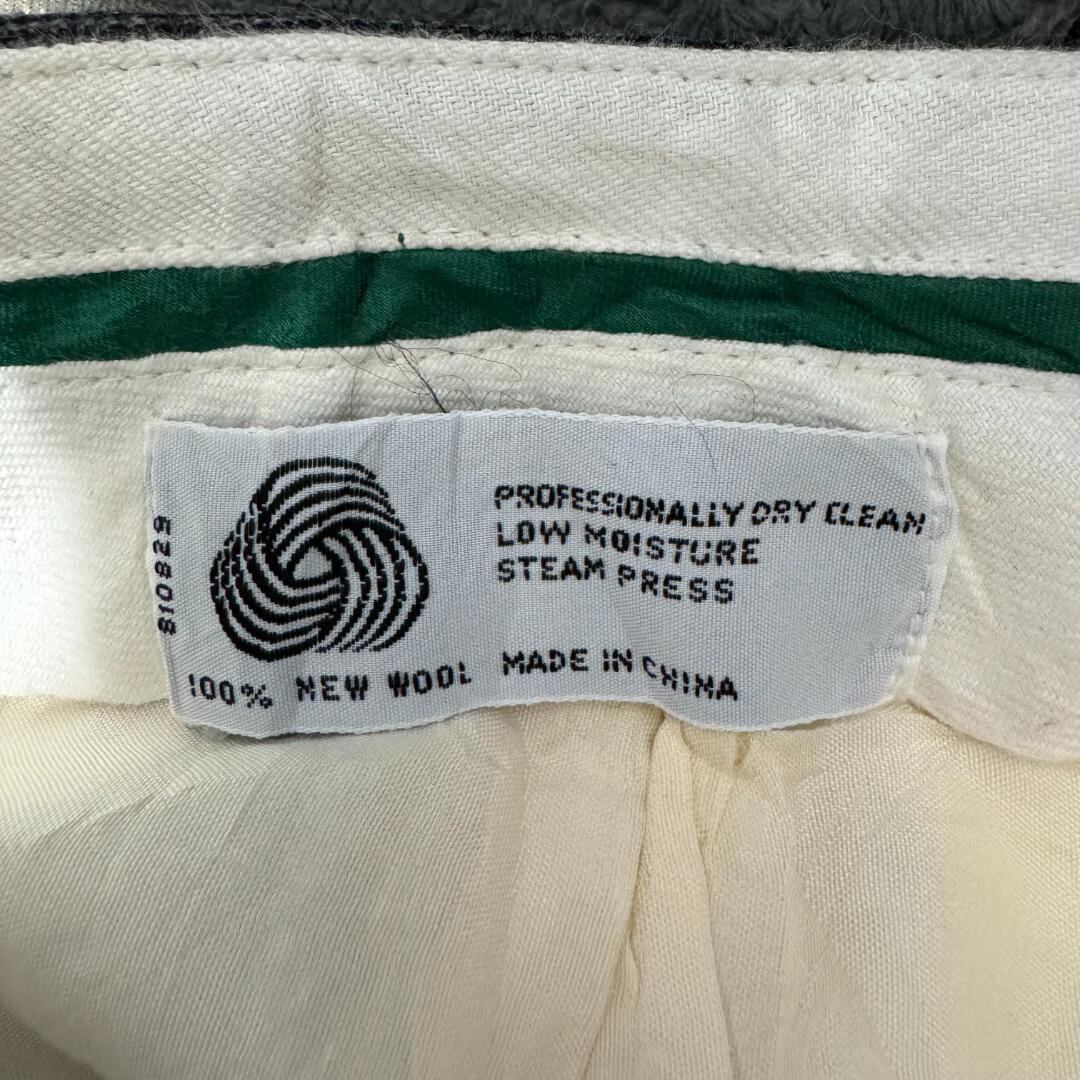 PROFESSIONALLY DRY CLEAN
LOW MOISTURE
STEAM PRESS
810829
100% NEW WOOL MADE IN CHINA